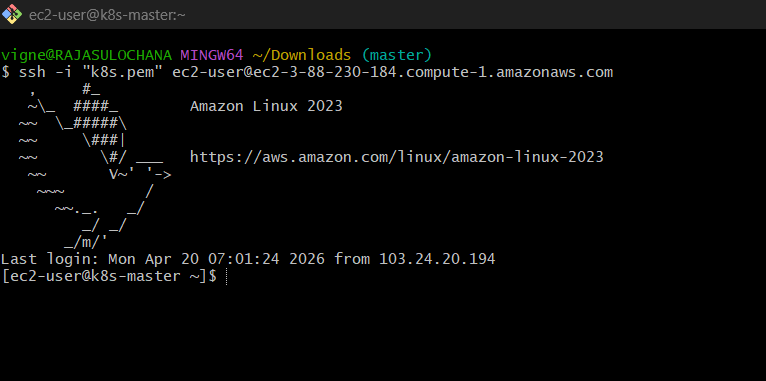 ec2-user@k8s-master:~
vigne@RAJASULOCHANA MINGW64 ~/Downloads (master)
$ ssh -i "k8s.pem" ec2-user@ec2-3-88-230-184.compute-1.amazonaws.com
   ,     #_
   ~\_  ####_        Amazon Linux 2023
  ~~  \_#####\
  ~~     \###|
  ~~       \#/ ___   https://aws.amazon.com/linux/amazon-linux-2023
   ~~       V~' '->
    ~~~         /
      ~~._.   _/
         _/ _/
       _/m/'
Last login: Mon Apr 20 07:01:24 2026 from 103.24.20.194
[ec2-user@k8s-master ~]$